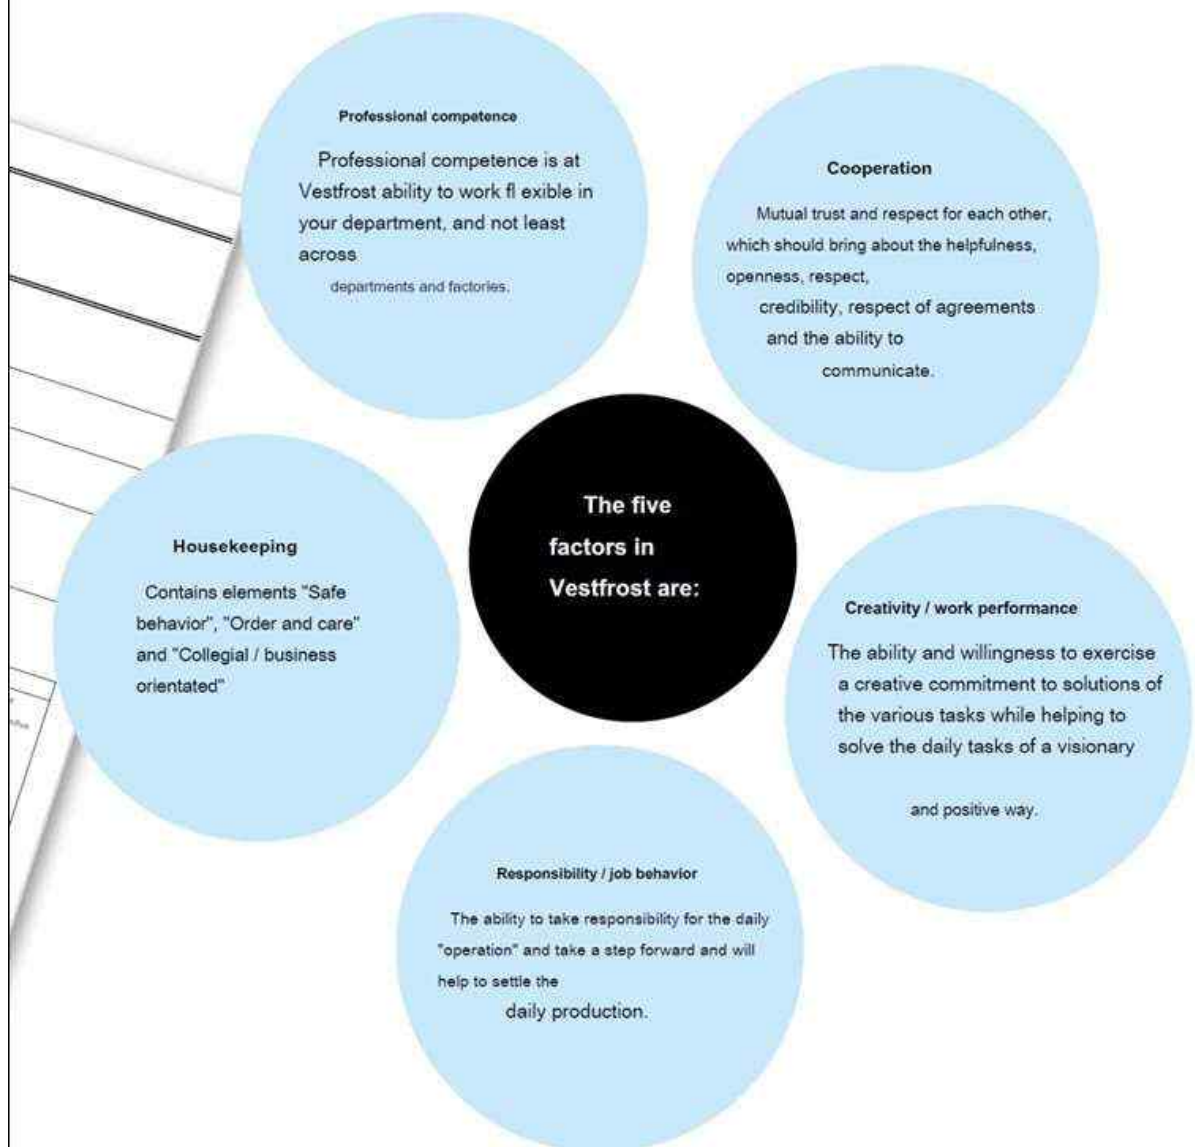 Professional competence
Professional competence is at
Vestfrost ability to work fl exible in
your department, and not least
across
departments and factories.
Cooperation
Mutual trust and respect for each other,
which should bring about the helpfulness,
openness, respect,
credibility, respect of agreements
and the ability to
communicate.
The five
factors in
Vestfrost are:
Housekeeping
Contains elements "Safe
behavior", "Order and care"
and "Collegial / business
orientated"
Creativity / work performance
The ability and willingness to exercise
a creative commitment to solutions of
the various tasks while helping to
solve the daily tasks of a visionary
and positive way.
Responsibility / job behavior
The ability to take responsibility for the daily
"operation" and take a step forward and will
help to settle the
daily production.